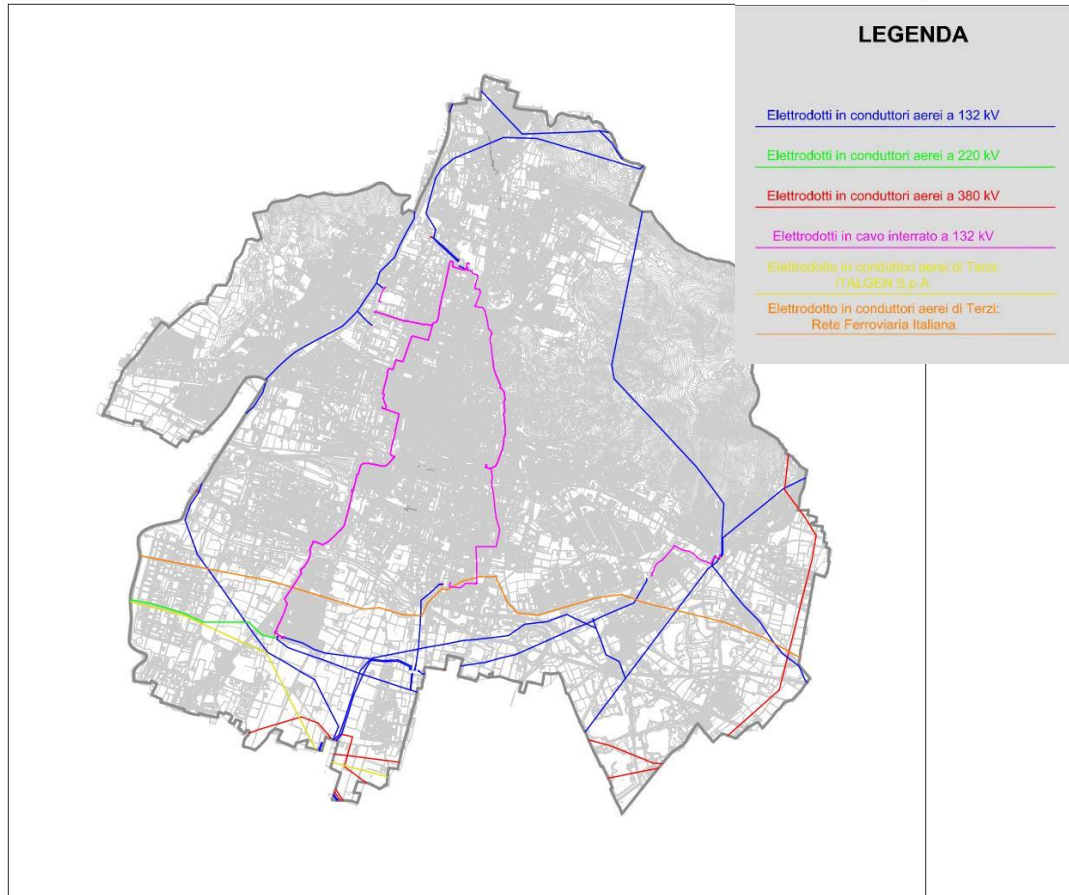 LEGENDA
Elettrodotti in conduttori aerei a 132 kV
Elettrodotti in conduttori aerei a 220 kV
Elettrodotti in conduttori aerei a 380 kV
Elettrodotti in cavo interrato a 132 kV
Elettrodotto in conduttori aerei di Terzi:
ITALGEN S.p.A.
Elettrodotto in conduttori aerei di Terzi:
Rete Ferroviaria Italiana